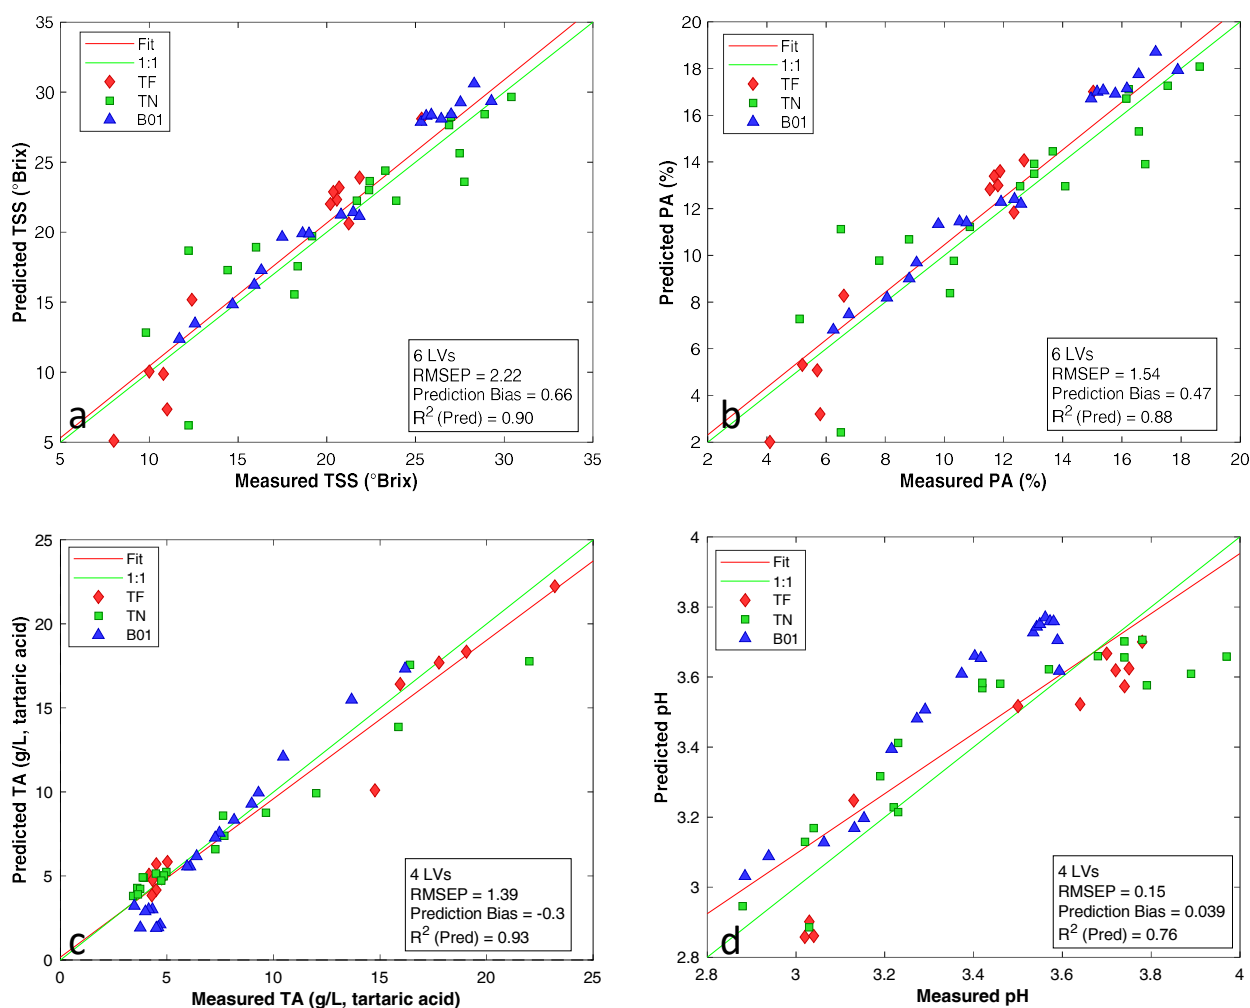 35
30
25
20
15
10
5
Predicted TSS (°Brix)
Fit
1:1
TF
TN
B01
6 LVs
RMSEP = 2.22
Prediction Bias = 0.66
R² (Pred) = 0.90
a
5 10 15 20 25 30 35
Measured TSS (°Brix)
20
18
16
14
12
10
8
6
4
2
Predicted PA (%)
Fit
1:1
TF
TN
B01
6 LVs
RMSEP = 1.54
Prediction Bias = 0.47
R² (Pred) = 0.88
b
2 4 6 8 10 12 14 16 18 20
Measured PA (%)
25
20
15
10
5
0
Predicted TA (g/L, tartaric acid)
Fit
1:1
TF
TN
B01
4 LVs
RMSEP = 1.39
Prediction Bias = -0.3
R² (Pred) = 0.93
c
0 5 10 15 20 25
Measured TA (g/L, tartaric acid)
4
3.8
3.6
3.4
3.2
3
2.8
Predicted pH
Fit
1:1
TF
TN
B01
4 LVs
RMSEP = 0.15
Prediction Bias = 0.039
R² (Pred) = 0.76
d
2.8 3 3.2 3.4 3.6 3.8 4
Measured pH